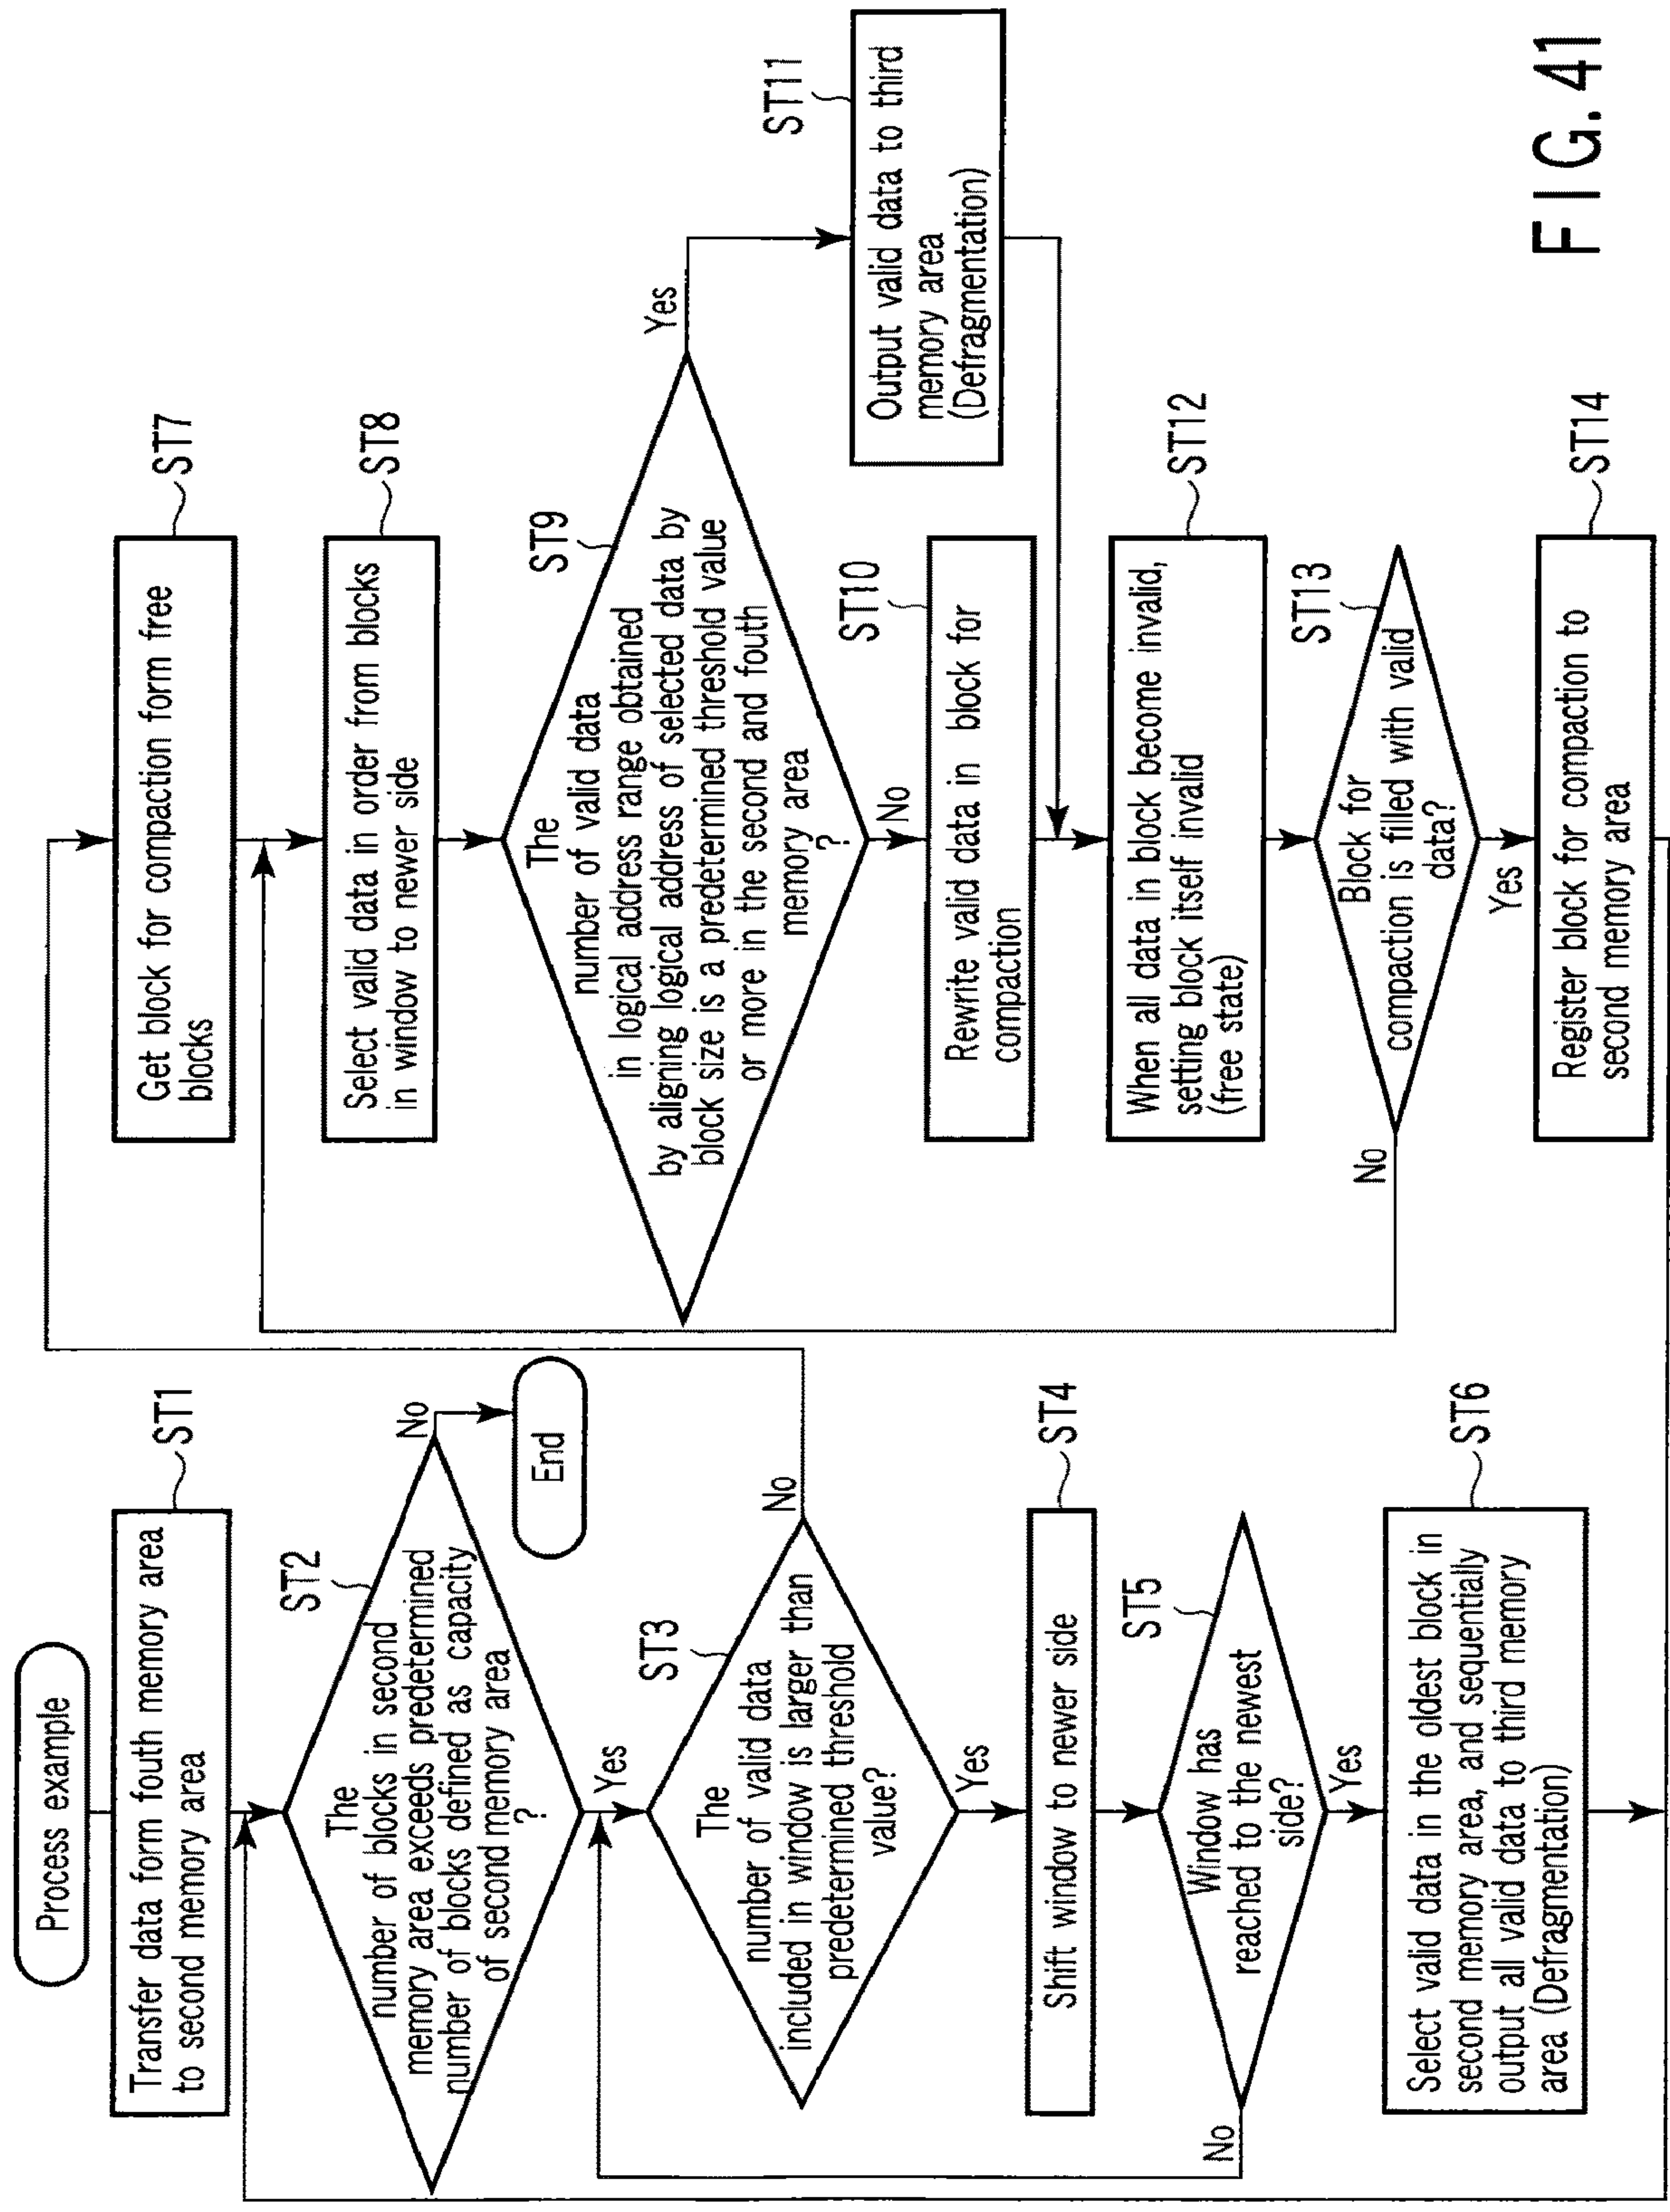 Process example
Transfer data form fouth memory area
to second memory area
ST1
The
number of blocks in second
memory area exceeds predetermined
number of blocks defined as capacity
of second memory area
?
ST2
No
End
Yes
The
number of valid data
included in window is larger than
predetermined threshold
value?
ST3
No
Yes
Shift window to newer side
ST4
Window has
reached to the newest
side?
ST5
No
Yes
Select valid data in the oldest block in
second memory area, and sequentially
output all valid data to third memory
area (Defragmentation)
ST6
Get block for compaction form free
blocks
ST7
Select valid data in order from blocks
in window to newer side
ST8
The
number of valid data
in logical address range obtained
by aligning logical address of selected data by
block size is a predetermined threshold value
or more in the second and fouth
memory area
?
ST9
Yes
No
Rewrite valid data in block for
compaction
ST10
Output valid data to third
memory area
(Defragmentation)
ST11
When all data in block become invalid,
setting block itself invalid
(free state)
ST12
Block for
compaction is filled with valid
data?
ST13
No
Yes
Register block for compaction to
second memory area
ST14
FIG. 41